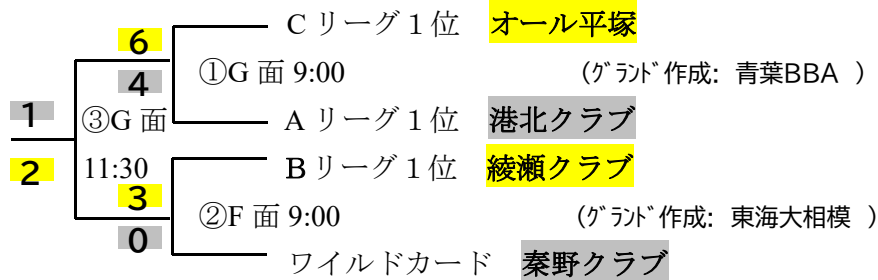 Cリーグ1位 オール平塚
6
4 ①G面 9:00 (グランド作成: 青葉BBA )
1 ③G面 Aリーグ1位 港北クラブ
2 11:30 Bリーグ1位 綾瀬クラブ
3
0 ②F面 9:00 (グランド作成: 東海大相模 )
ワイルドカード 秦野クラブ